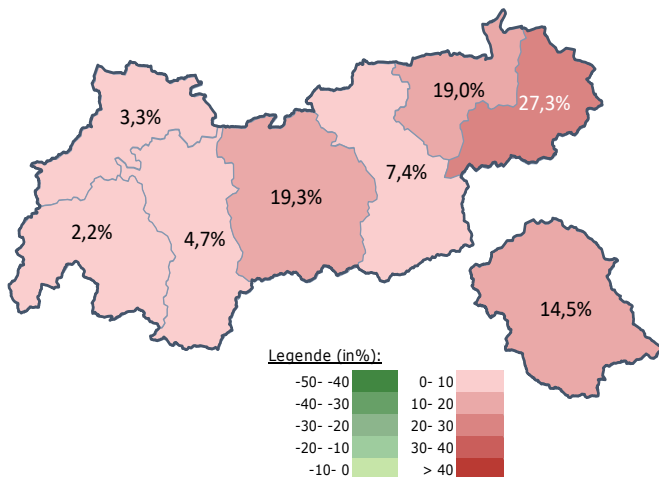 19,0%
27,3%
3,3%
7,4%
19,3%
2,2%
4,7%
14,5%
Legende (in%):
-50- -40 0- 10
-40- -30 10- 20
-30- -20 20- 30
-20- -10 30- 40
-10- 0 > 40